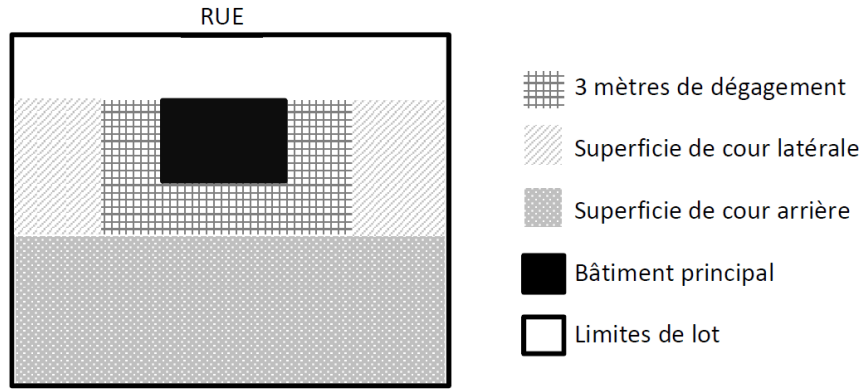 RUE
3 mètres de dégagement
Superficie de cour latérale
Superficie de cour arrière
Bâtiment principal
Limites de lot